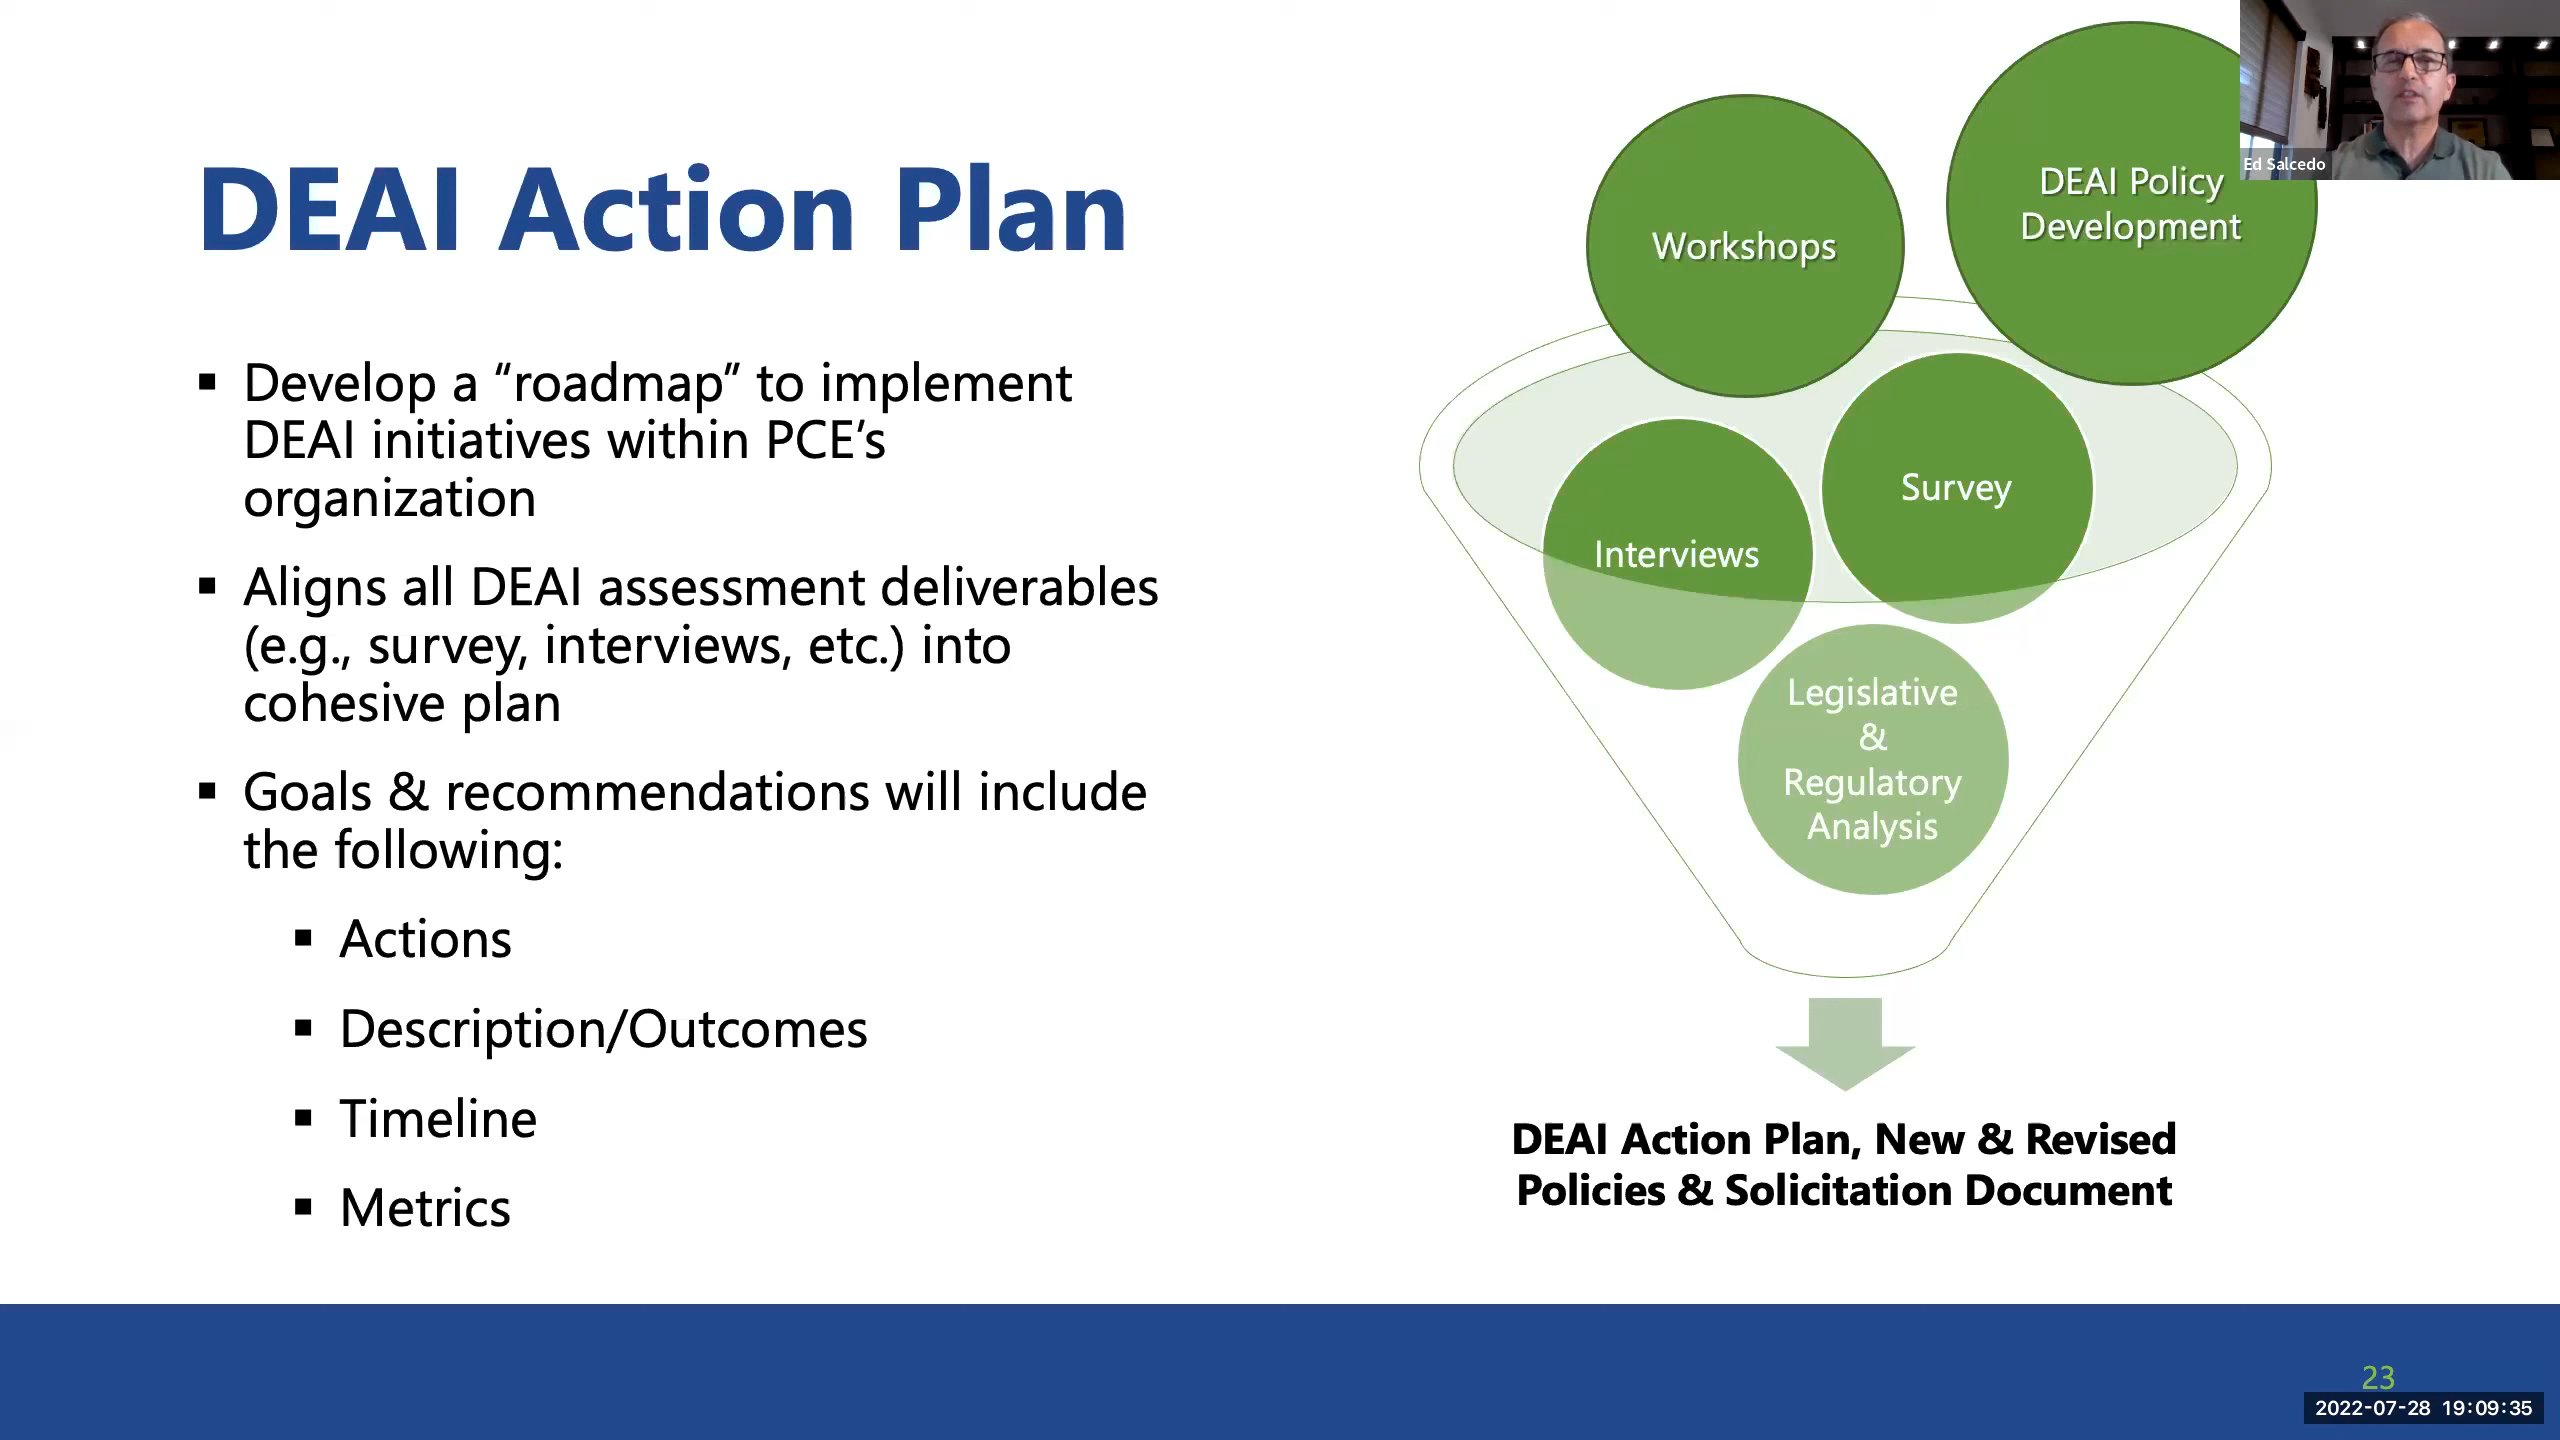 DEAI Action Plan
▪ Develop a “roadmap” to implement
DEAI initiatives within PCE’s
organization
▪ Aligns all DEAI assessment deliverables
(e.g., survey, interviews, etc.) into
cohesive plan
▪ Goals & recommendations will include
the following:
▪ Actions
▪ Description/Outcomes
▪ Timeline
▪ Metrics
Workshops
DEAI Policy
Development
Ed Salcedo
Survey
Interviews
Legislative
&
Regulatory
Analysis
DEAI Action Plan, New & Revised
Policies & Solicitation Document
23
2022-07-28 19:09:35